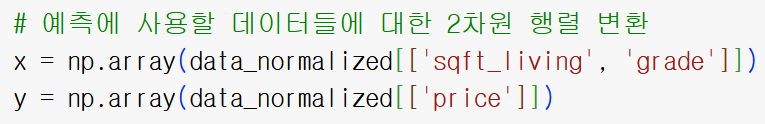 # 예측에 사용할 데이터들에 대한 2차원 행렬 변환
x = np.array(data_normalized[['sqft_living', 'grade']])
y = np.array(data_normalized[['price']])